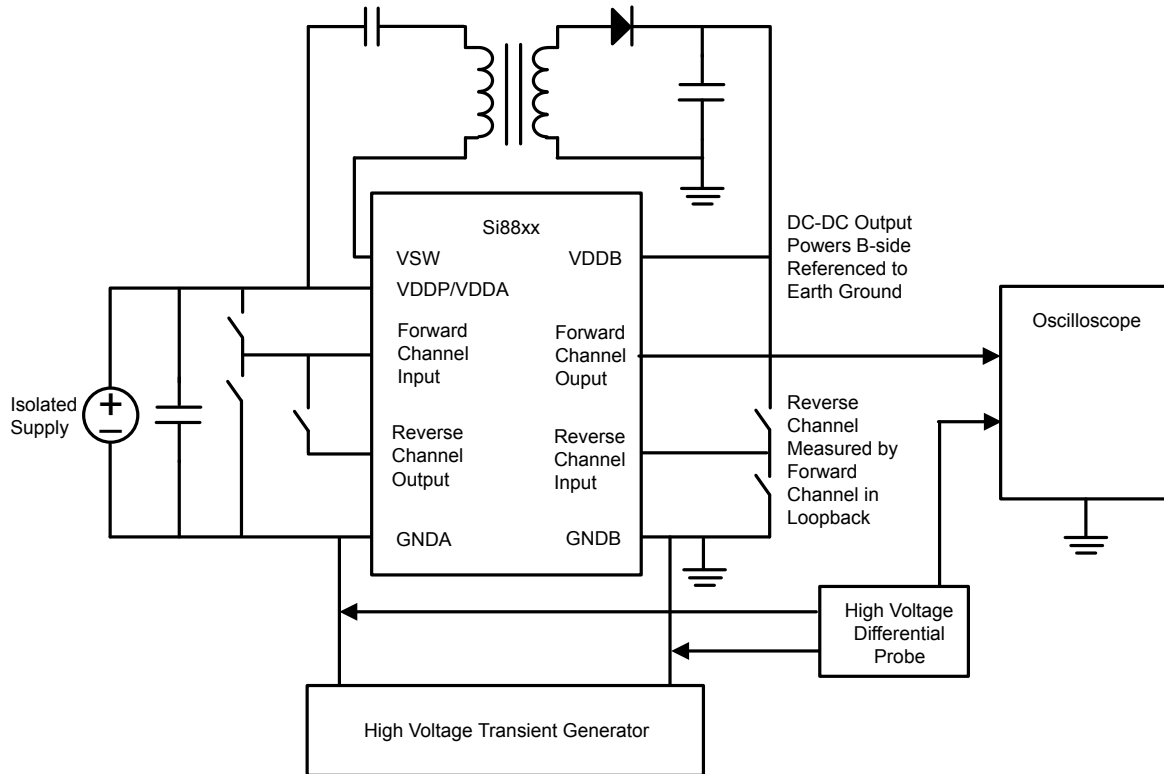 Si88xx
VSW
VDDB
VDDP/VDDA
Forward
Channel
Input
Forward
Channel
Ouput
Reverse
Channel
Output
Reverse
Channel
Input
GNDA
GNDB
Isolated
Supply
+
–
DC-DC Output
Powers B-side
Referenced to
Earth Ground
Reverse
Channel
Measured by
Forward
Channel in
Loopback
Oscilloscope
High Voltage
Differential
Probe
High Voltage Transient Generator